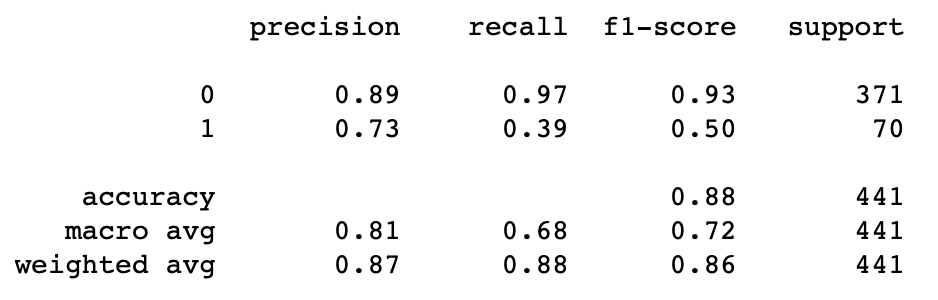 precision recall f1-score support
0 0.89 0.97 0.93 371
1 0.73 0.39 0.50 70
accuracy 0.88 441
macro avg 0.81 0.68 0.72 441
weighted avg 0.87 0.88 0.86 441